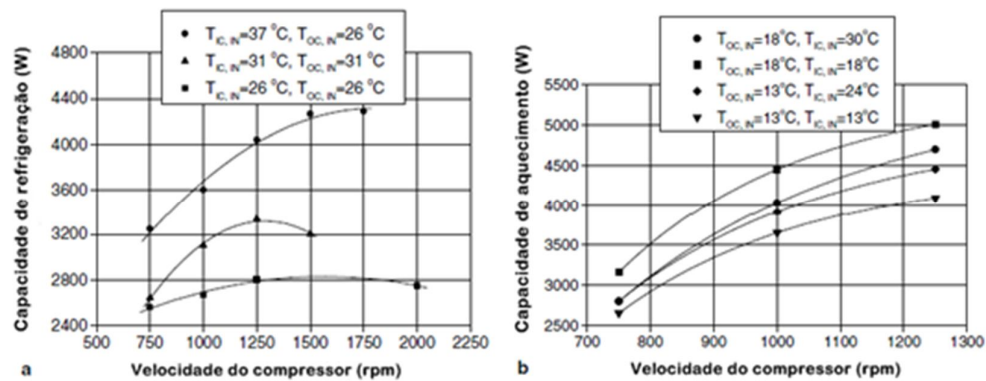 T_IC, IN=37 °C, T_OC, IN=26 °C
T_IC, IN=31 °C, T_OC, IN=31 °C
T_IC, IN=26 °C, T_OC, IN=26 °C
Capacidade de refrigeração (W)
4800
4400
4000
3600
3200
2800
2400
500
750
1000
1250
1500
1750
2000
2250
a
Velocidade do compressor (rpm)
T_OC, IN=18°C, T_IC, IN=30°C
T_OC, IN=18°C, T_IC, IN=18°C
T_OC, IN=13°C, T_IC, IN=24°C
T_OC, IN=13°C, T_IC, IN=13°C
Capacidade de aquecimento (W)
5500
5000
4500
4000
3500
3000
2500
700
800
900
1000
1100
1200
1300
b
Velocidade do compressor (rpm)